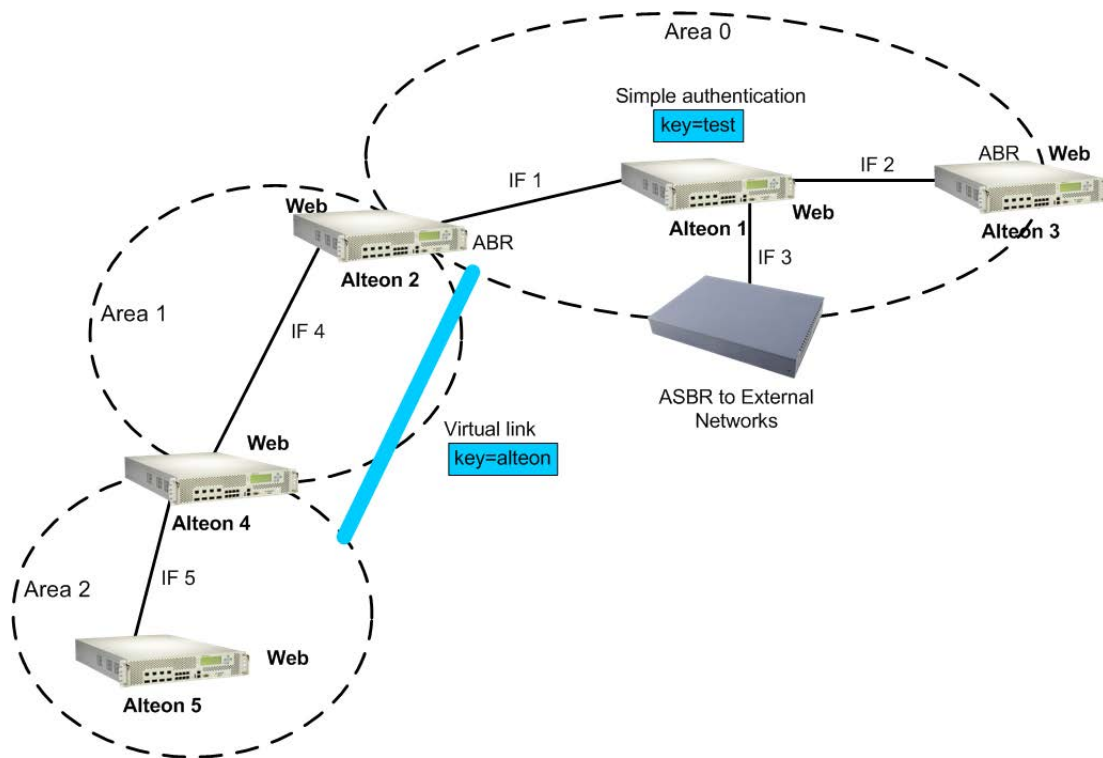 Area 0
Simple authentication
key=test
ABR
Web
IF 2
IF 1
Web
Alteon 1
Alteon 3
Web
ABR
Alteon 2
IF 3
Area 1
IF 4
ASBR to External
Networks
Virtual link
key=alteon
Web
Alteon 4
IF 5
Area 2
Web
Alteon 5